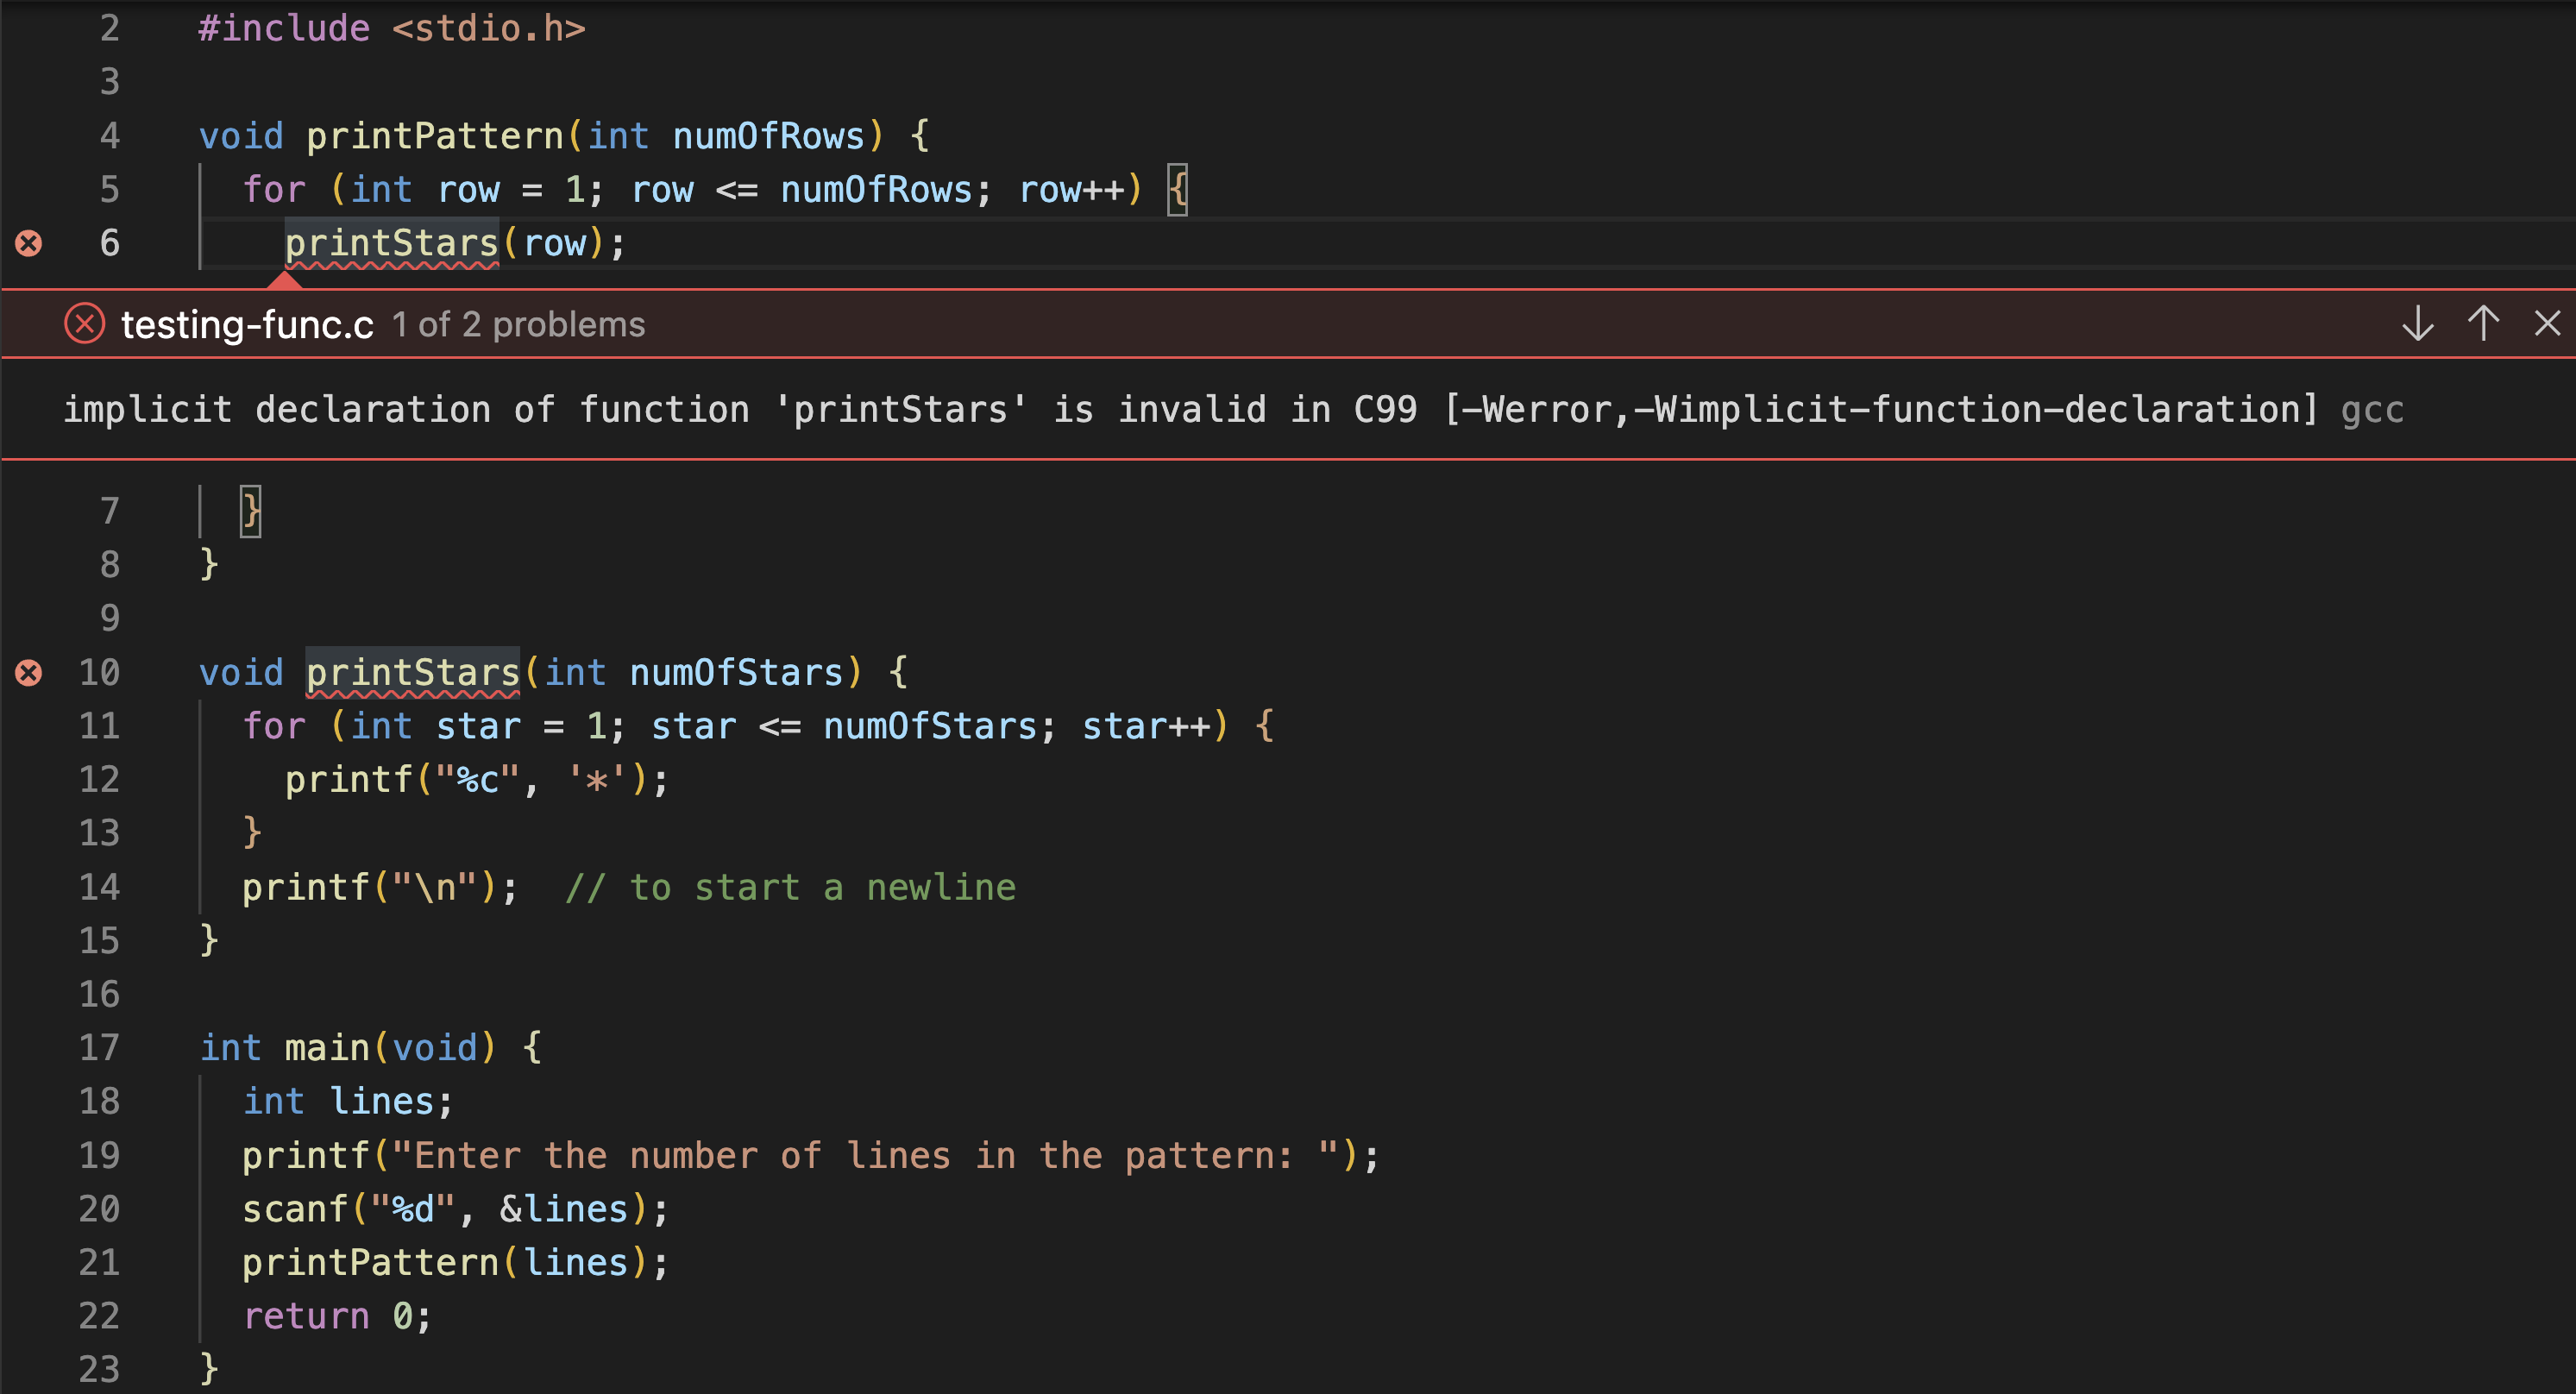 2 #include <stdio.h>
3
4 void printPattern(int numOfRows) {
5   for (int row = 1; row <= numOfRows; row++) {
6     printStars(row);
testing-func.c 1 of 2 problems
implicit declaration of function 'printStars' is invalid in C99 [-Werror,-Wimplicit-function-declaration] gcc
7   }
8 }
9
10 void printStars(int numOfStars) {
11   for (int star = 1; star <= numOfStars; star++) {
12     printf("%c", '*');
13   }
14   printf("\n");  // to start a newline
15 }
16
17 int main(void) {
18   int lines;
19   printf("Enter the number of lines in the pattern: ");
20   scanf("%d", &lines);
21   printPattern(lines);
22   return 0;
23 }